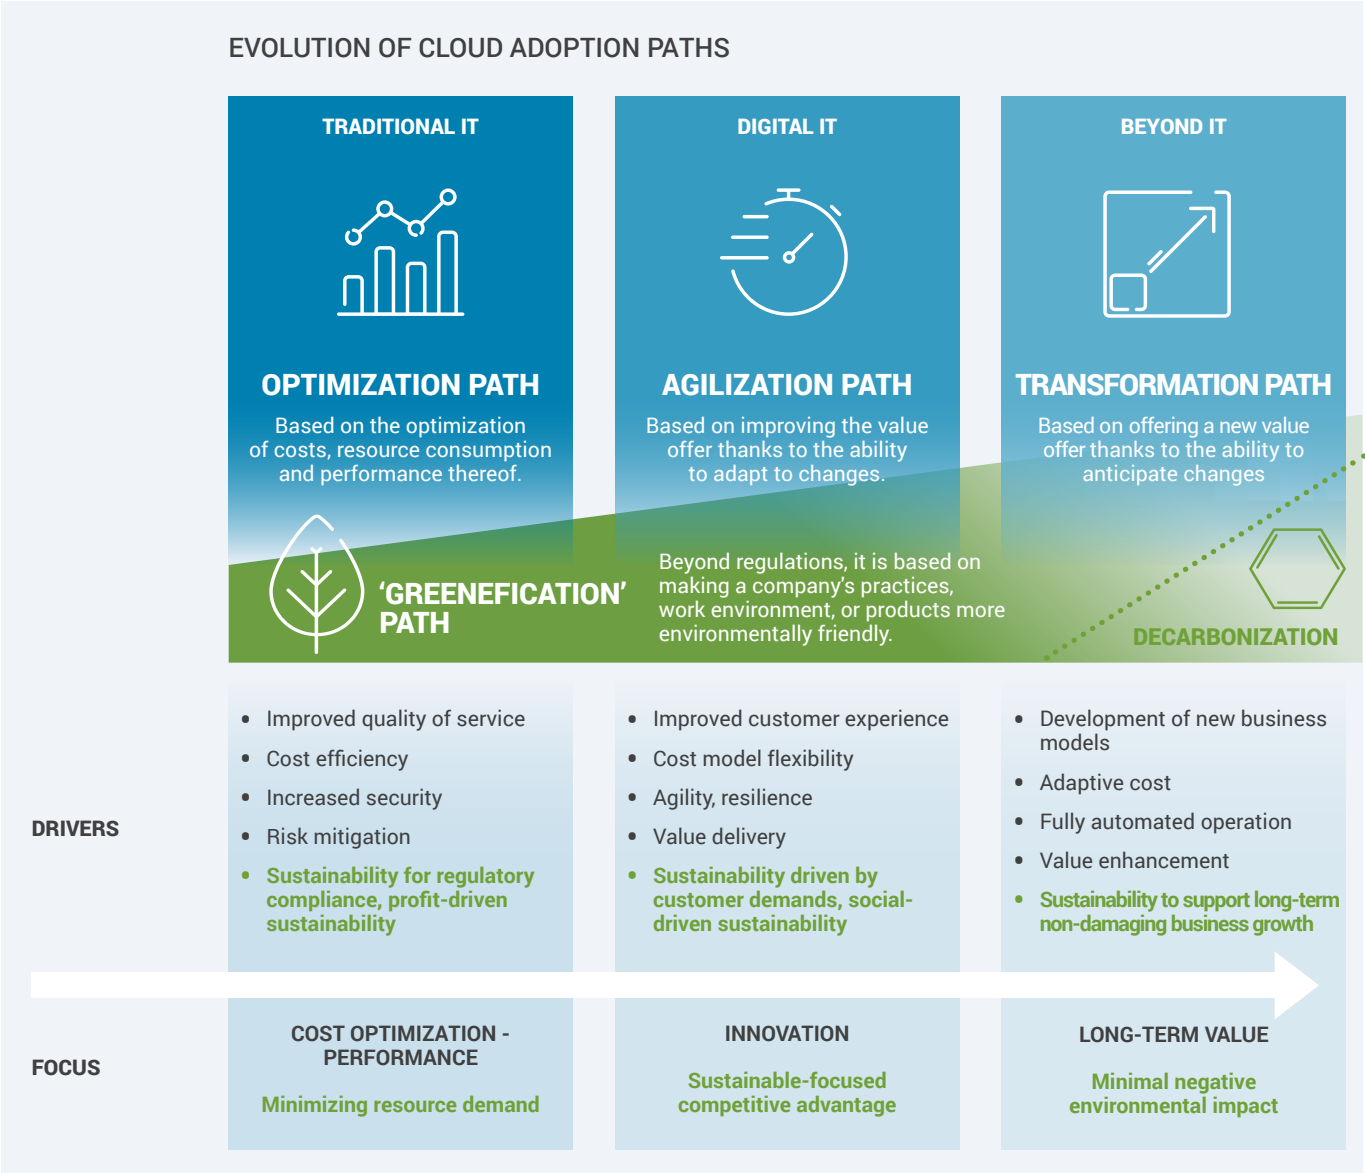 EVOLUTION OF CLOUD ADOPTION PATHS
TRADITIONAL IT
OPTIMIZATION PATH
Based on the optimization
of costs, resource consumption
and performance thereof.
DIGITAL IT
AGILIZATION PATH
Based on improving the value
offer thanks to the ability
to adapt to changes.
BEYOND IT
TRANSFORMATION PATH
Based on offering a new value
offer thanks to the ability to
anticipate changes
‘GREENEFICATION’
PATH
Beyond regulations, it is based on
making a company's practices,
work environment, or products more
environmentally friendly.
DECARBONIZATION
DRIVERS
• Improved quality of service
• Cost efficiency
• Increased security
• Risk mitigation
• Sustainability for regulatory
compliance, profit-driven
sustainability
• Improved customer experience
• Cost model flexibility
• Agility, resilience
• Value delivery
• Sustainability driven by
customer demands, social-
driven sustainability
• Development of new business
models
• Adaptive cost
• Fully automated operation
• Value enhancement
• Sustainability to support long-term
non-damaging business growth
FOCUS
COST OPTIMIZATION -
PERFORMANCE
Minimizing resource demand
INNOVATION
Sustainable-focused
competitive advantage
LONG-TERM VALUE
Minimal negative
environmental impact